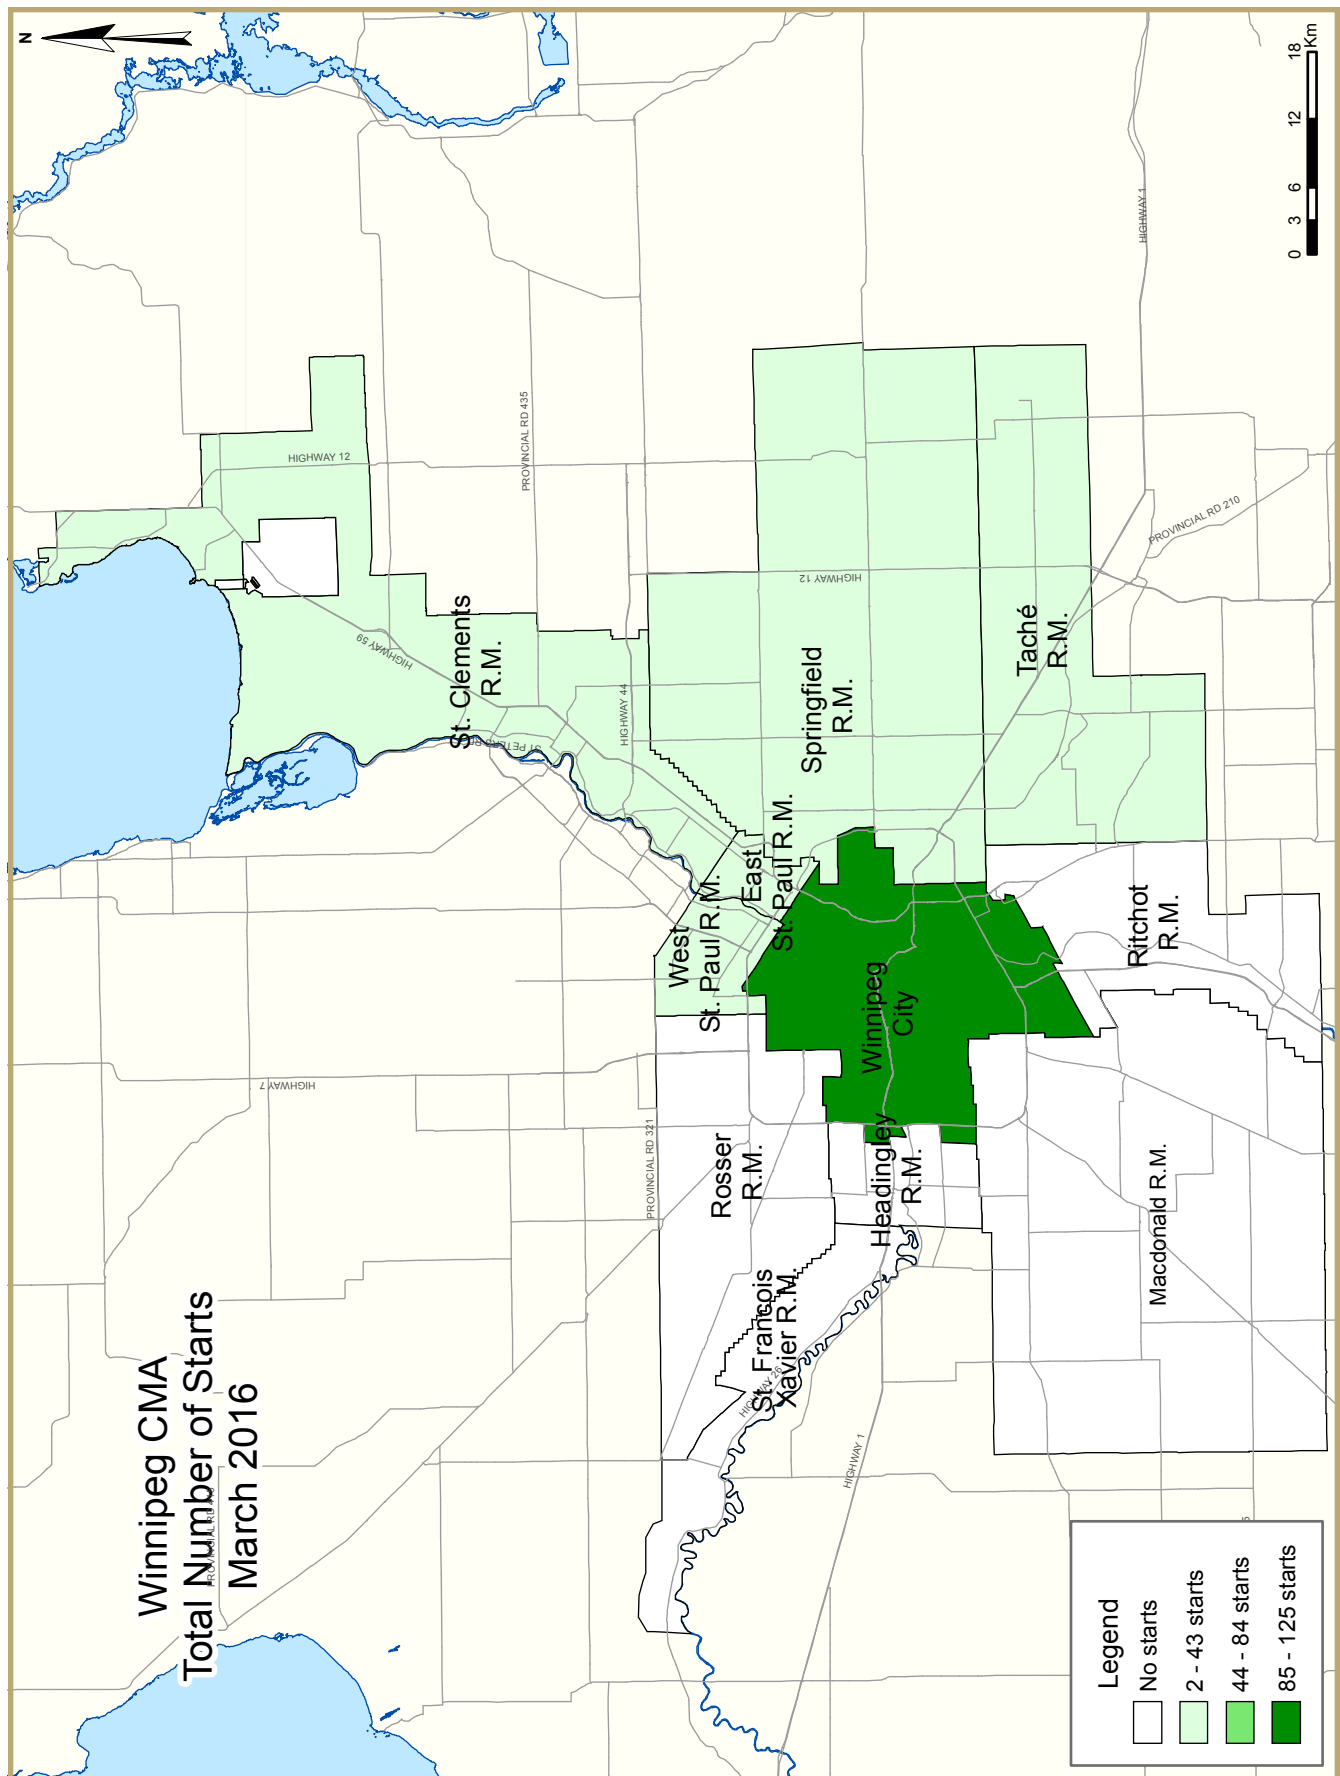 Winnipeg CMA
Total Number of Starts
March 2016
N
HIGHWAY 12
PROVINCIAL RD 435
HIGHWAY 59
St. Clements
R.M.
ST PETERS RD
HIGHWAY 44
HIGHWAY 7
PROVINCIAL RD 321
HIGHWAY 12
HIGHWAY 1
PROVINCIAL RD 210
Springfield
R.M.
Taché
R.M.
East
St. Paul R.M.
West
St. Paul R.M.
Winnipeg
City
Ritchot
R.M.
Rosser
R.M.
Headingley
R.M.
St. Francois
Xavier R.M.
HIGHWAY 26
Macdonald R.M.
HIGHWAY 1
Legend
No starts
2 - 43 starts
44 - 84 starts
85 - 125 starts
0 3 6 12 18
Km